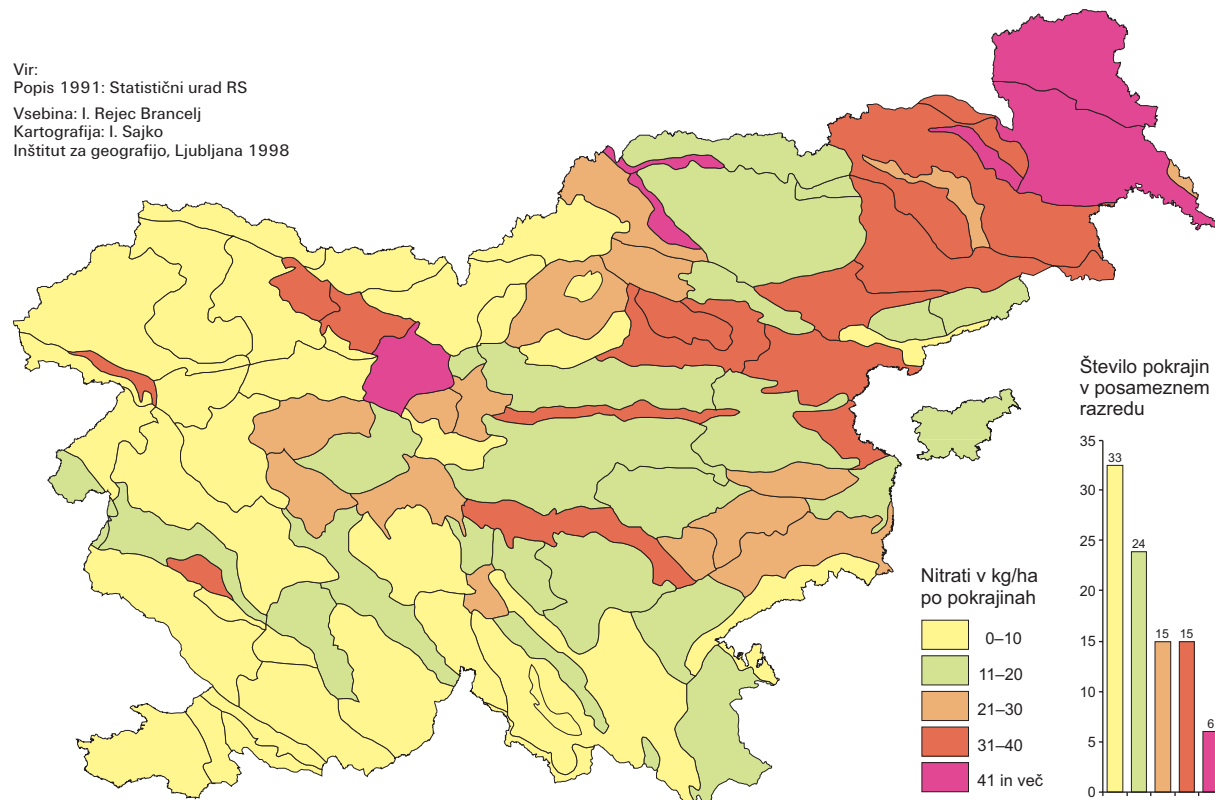 Vir:
Popis 1991: Statistični urad RS
Vsebina: I. Rejec Brancelj
Kartografija: I. Sajko
Inštitut za geografijo, Ljubljana 1998
Število pokrajin
v posameznem
razredu
35
33
30
25
24
20
15
15
15
10
6
5
0
Nitrati v kg/ha
po pokrajinah
0–10
11–20
21–30
31–40
41 in več